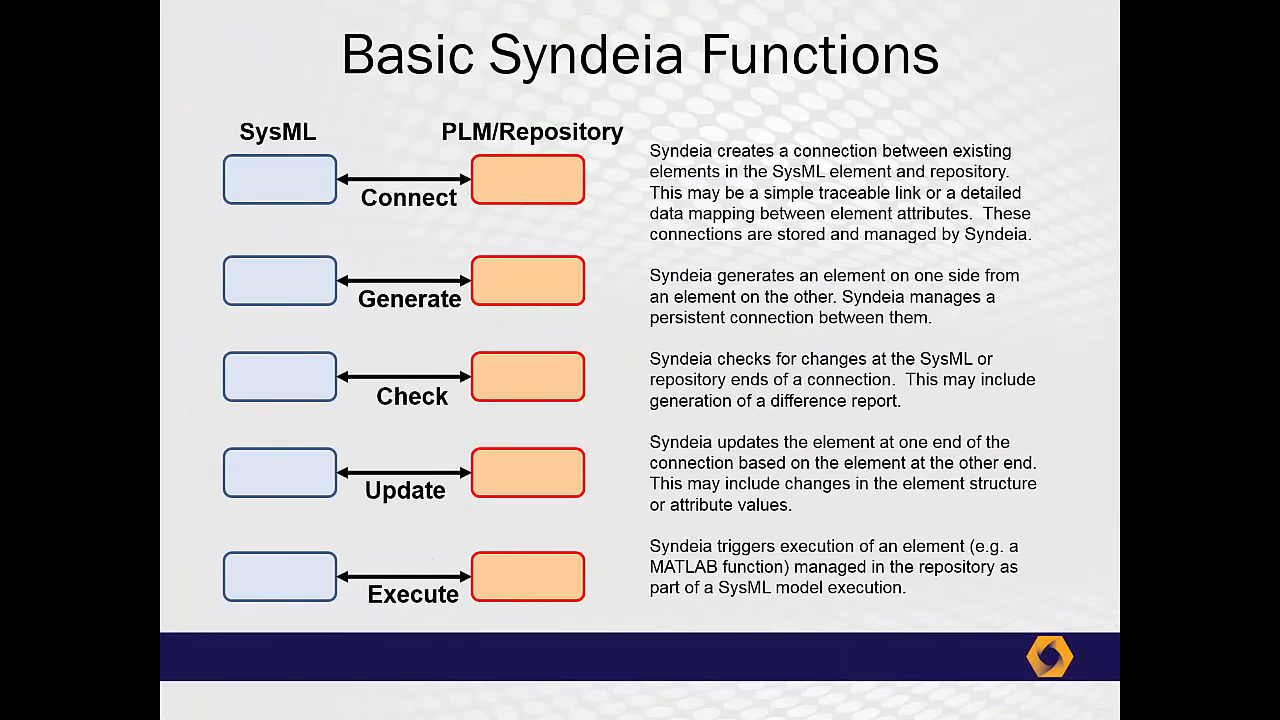 Basic Syndeia Functions
SysML
PLM/Repository
Connect
Syndeia creates a connection between existing
elements in the SysML element and repository.
This may be a simple traceable link or a detailed
data mapping between element attributes.  These
connections are stored and managed by Syndeia.
Generate
Syndeia generates an element on one side from
an element on the other. Syndeia manages a
persistent connection between them.
Check
Syndeia checks for changes at the SysML or
repository ends of a connection.  This may include
generation of a difference report.
Update
Syndeia updates the element at one end of the
connection based on the element at the other end.
This may include changes in the element structure
or attribute values.
Execute
Syndeia triggers execution of an element (e.g. a
MATLAB function) managed in the repository as
part of a SysML model execution.